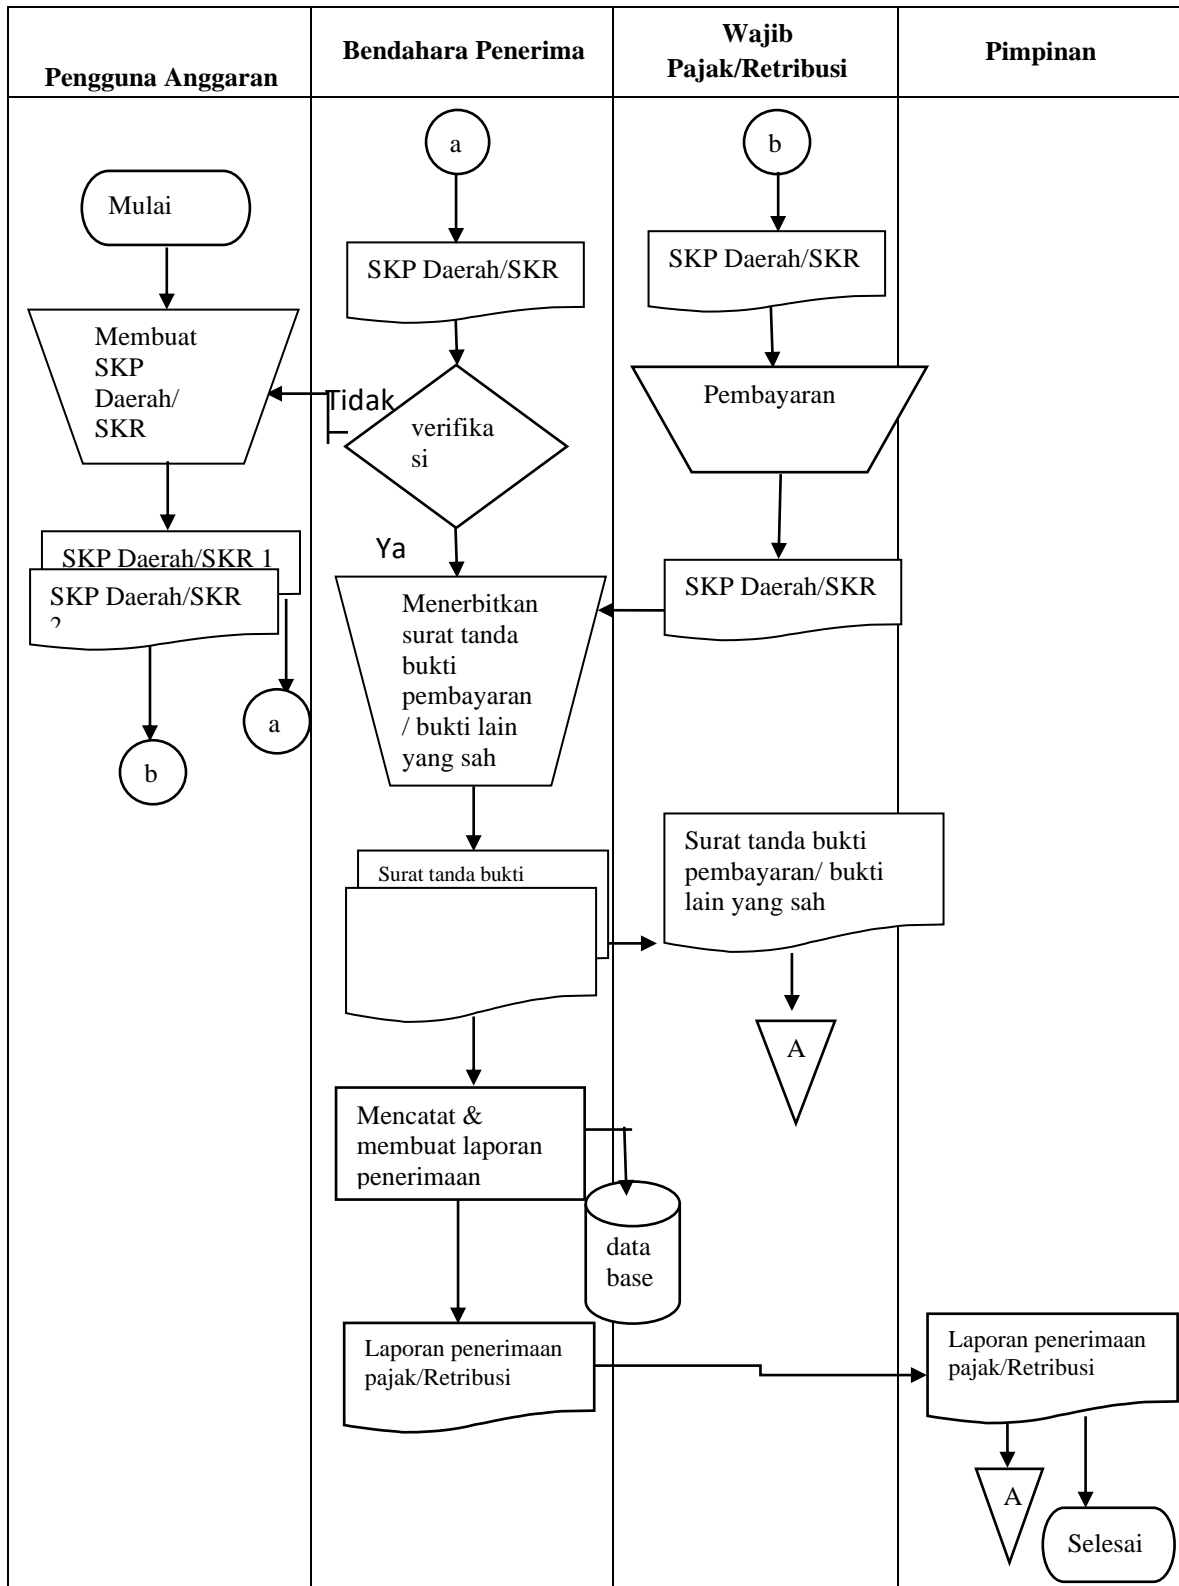 Pengguna Anggaran
Bendahara Penerima
Wajib
Pajak/Retribusi
Pimpinan
Mulai
Membuat
SKP
Daerah/
SKR
SKP Daerah/SKR 1
SKP Daerah/SKR
2
a
b
a
SKP Daerah/SKR
Tidak
verifika
si
Ya
Menerbitkan
surat tanda
bukti
pembayaran
/ bukti lain
yang sah
Surat tanda bukti
Mencatat &
membuat laporan
penerimaan
data
base
Laporan penerimaan
pajak/Retribusi
b
SKP Daerah/SKR
Pembayaran
SKP Daerah/SKR
Surat tanda bukti
pembayaran/ bukti
lain yang sah
A
Laporan penerimaan
pajak/Retribusi
A
Selesai